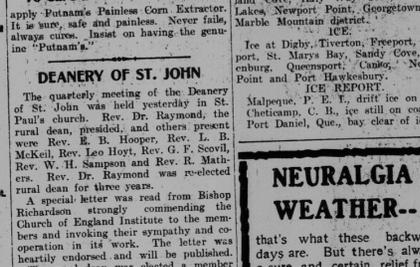 apply Putnam's Painless Corn Extractor.
It is sure, safe and painless. Never fails,
always cures. Insist on having the genu-
ine "Putnam's."
DEANERY OF ST. JOHN
The quarterly meeting of the Deanery
of St. John was held yesterday in St.
Paul's church. Rev. Dr. Raymond, the
rural dean, presided, and others present
were Rev. E. B. Hooper, Rev. L. B.
McKeil, Rev. Leo Hoyt, Rev. G. F. Scovil,
Rev. W. H. Sampson and Rev. R. Math-
ers. Rev. Dr. Raymond was re-elected
rural dean for three years.
A special letter was read from Bishop
Richardson strongly commending the
Church of England Institute to the mem-
bers and invoking their sympathy and co-
operation in its work. The letter was
heartily endorsed and will be published.
elected a member
Lakes, Newport Point, Georgetown
Marble Mountain district.
ICE.
Ice at Digby, Tiverton, Freeport,
port, St. Marys Bay, Sandy Cove,
enburg, Queensport, Canso,
Point and Port Hawkesbury.
ICE REPORT.
Malpeque, P. E. I., drift ice on
Cheticamp, C. B., ice still on co
Port Daniel, Que., bay clear of i
NEURALGIA
WEATHER--
that's what these backw
days are. But there's alw
a sure and certain relief f